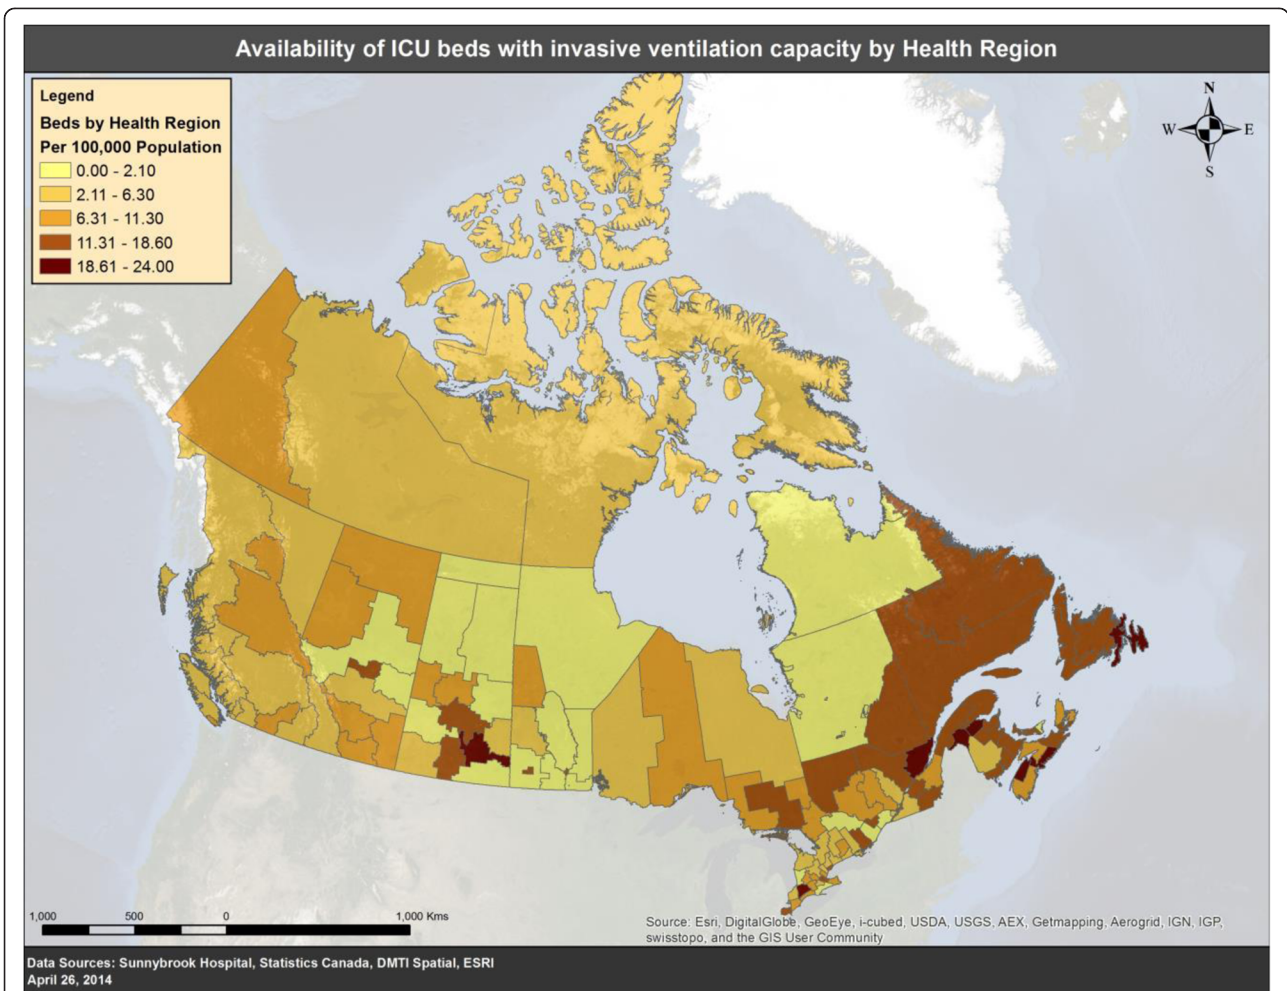 Availability of ICU beds with invasive ventilation capacity by Health Region
Legend
Beds by Health Region
Per 100,000 Population
0.00 - 2.10
2.11 - 6.30
6.31 - 11.30
11.31 - 18.60
18.61 - 24.00
N
W E
S
1,000 500 0 1,000 Kms
Source: Esri, DigitalGlobe, GeoEye, i-cubed, USDA, USGS, AEX, Getmapping, Aerogrid, IGN, IGP,
swisstopo, and the GIS User Community
Data Sources: Sunnybrook Hospital, Statistics Canada, DMTI Spatial, ESRI
April 26, 2014